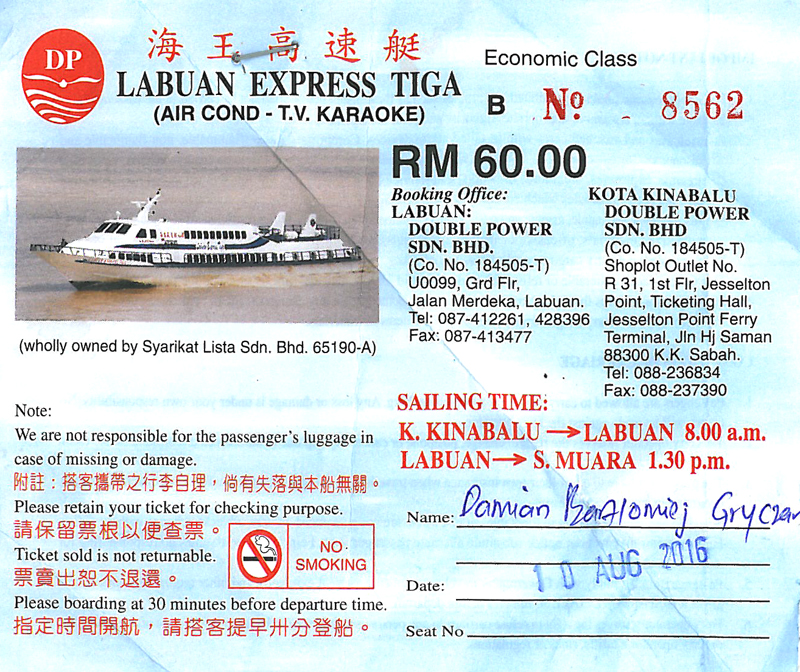 DP
海王高速艇
LABUAN EXPRESS TIGA
(AIR COND - T.V. KARAOKE)
Economic Class
B No. 8562
RM 60.00
Booking Office:
LABUAN:
DOUBLE POWER
SDN. BHD.
(Co. No. 184505-T)
U0099, Grd Flr,
Jalan Merdeka, Labuan.
Tel: 087-412261, 428396
Fax: 087-413477
KOTA KINABALU
DOUBLE POWER
SDN. BHD
(Co. No. 184505-T)
Shoplot Outlet No.
R 31, 1st Flr, Jesselton
Point, Ticketing Hall,
Jesselton Point Ferry
Terminal, Jln Hj Saman
88300 K.K. Sabah.
Tel: 088-236834
Fax: 088-237390
(wholly owned by Syarikat Lista Sdn. Bhd. 65190-A)
SAILING TIME:
K. KINABALU → LABUAN 8.00 a.m.
LABUAN → S. MUARA 1.30 p.m.
Note:
We are not responsible for the passenger's luggage in
case of missing or damage.
附註：搭客攜帶之行李自理，倘有失落與本船無關。
Please retain your ticket for checking purpose.
請保留票根以便查票。
Ticket sold is not returnable.
票賣出恕不退還。
NO
SMOKING
Please boarding at 30 minutes before departure time.
指定時間開航，請搭客提早卅分登船。
Name: Damian Bartlomiej
Date: 10 AUG 2016
Seat No